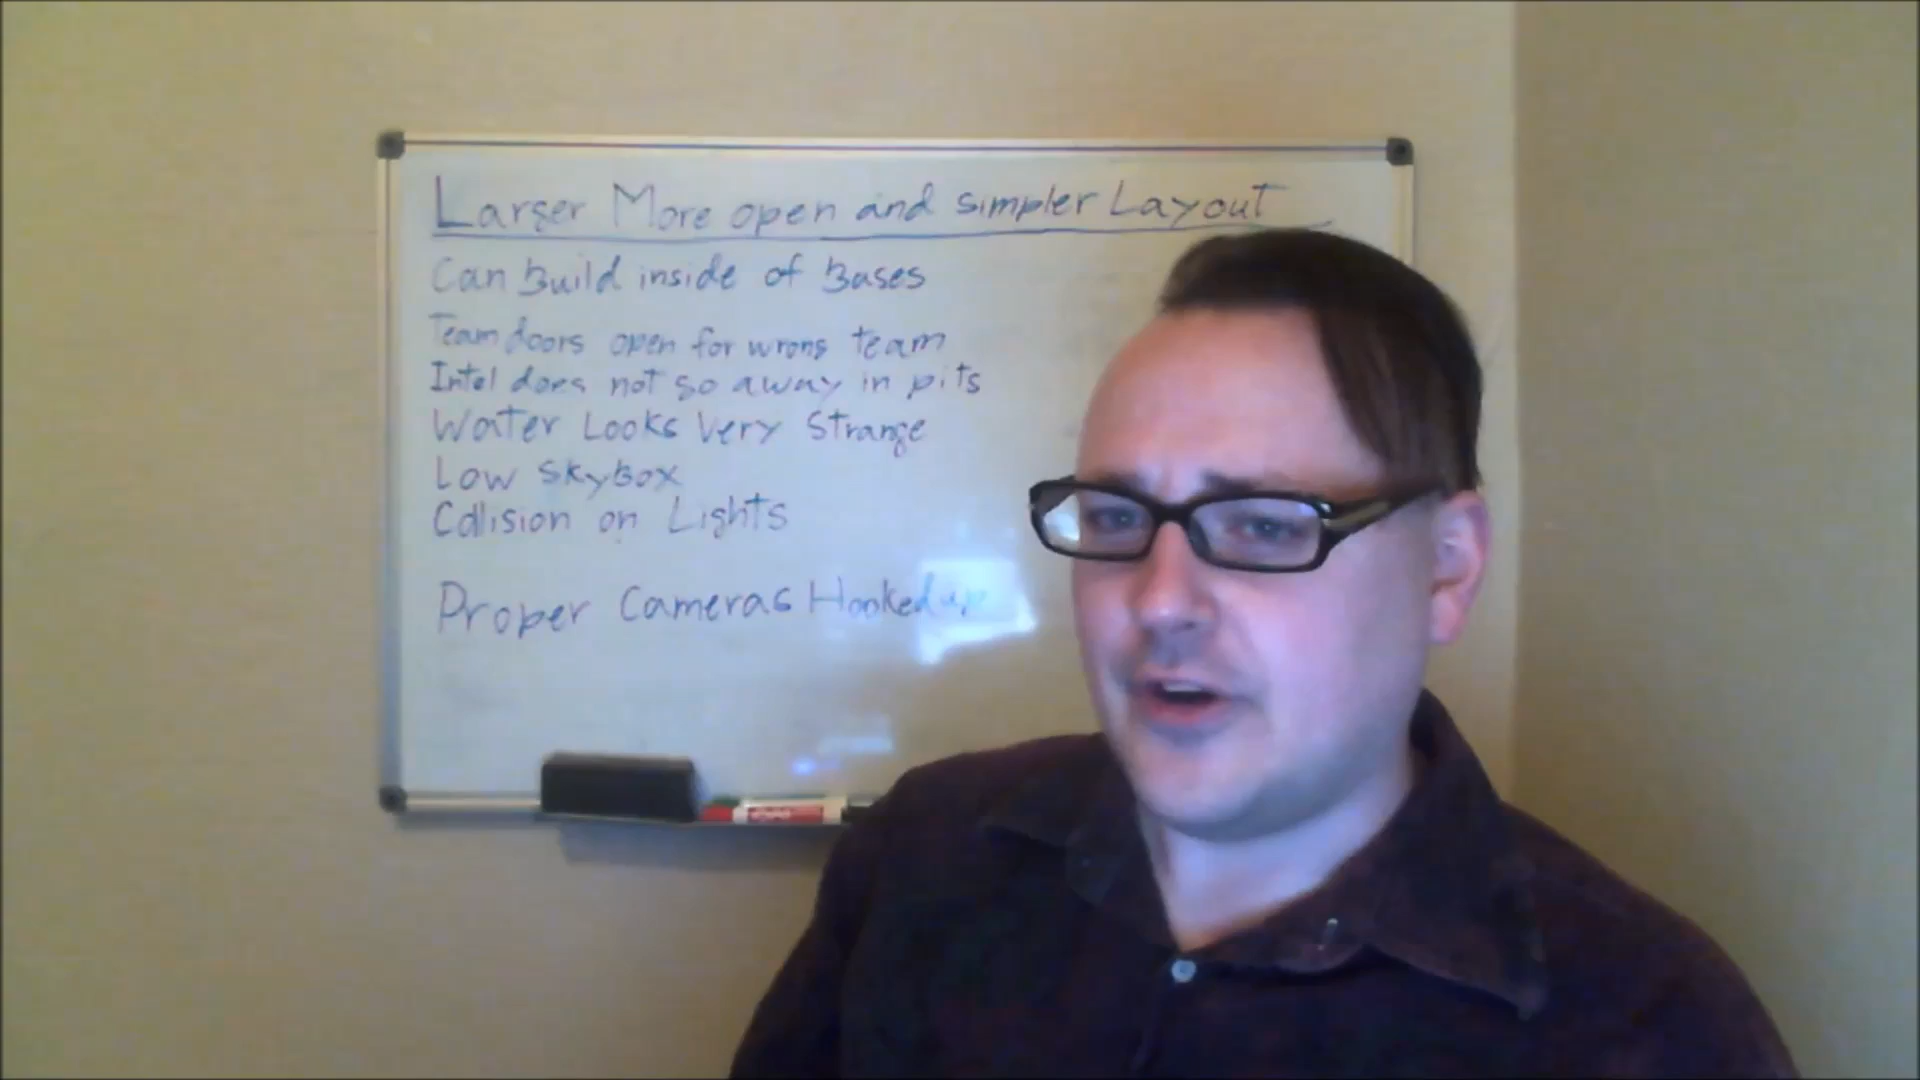 Larger More open and simpler Layout
Can Build inside of Bases
Team doors open for wrong team
Intel does not go away in pits
Water Looks Very Strange
Low skybox
Collision on Lights
Proper Cameras Hooked up